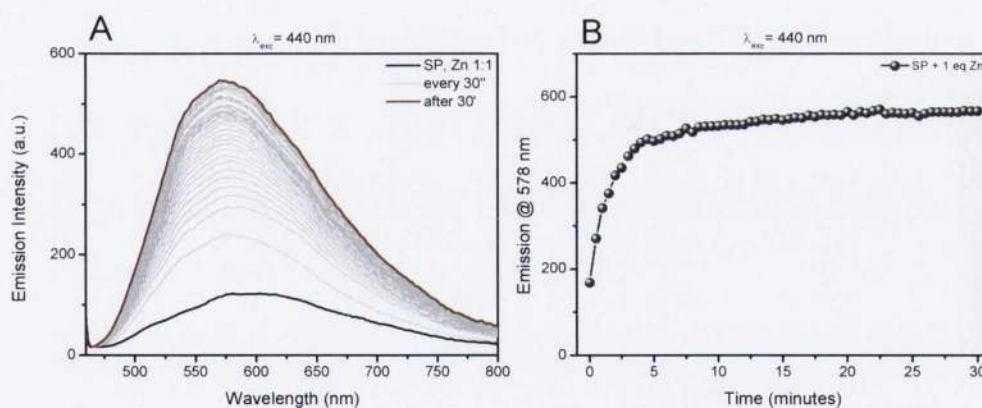 A
λexc= 440 nm
SP, Zn 1:1
every 30"
after 30'
600
400
200
0
500
550
600
650
700
750
800
Emission Intensity (a.u.)
Wavelength (nm)
B
λexc= 440 nm
SP + 1 eq Zn
600
400
200
0
0
5
10
15
20
25
30
Emission @ 578 nm
Time (minutes)